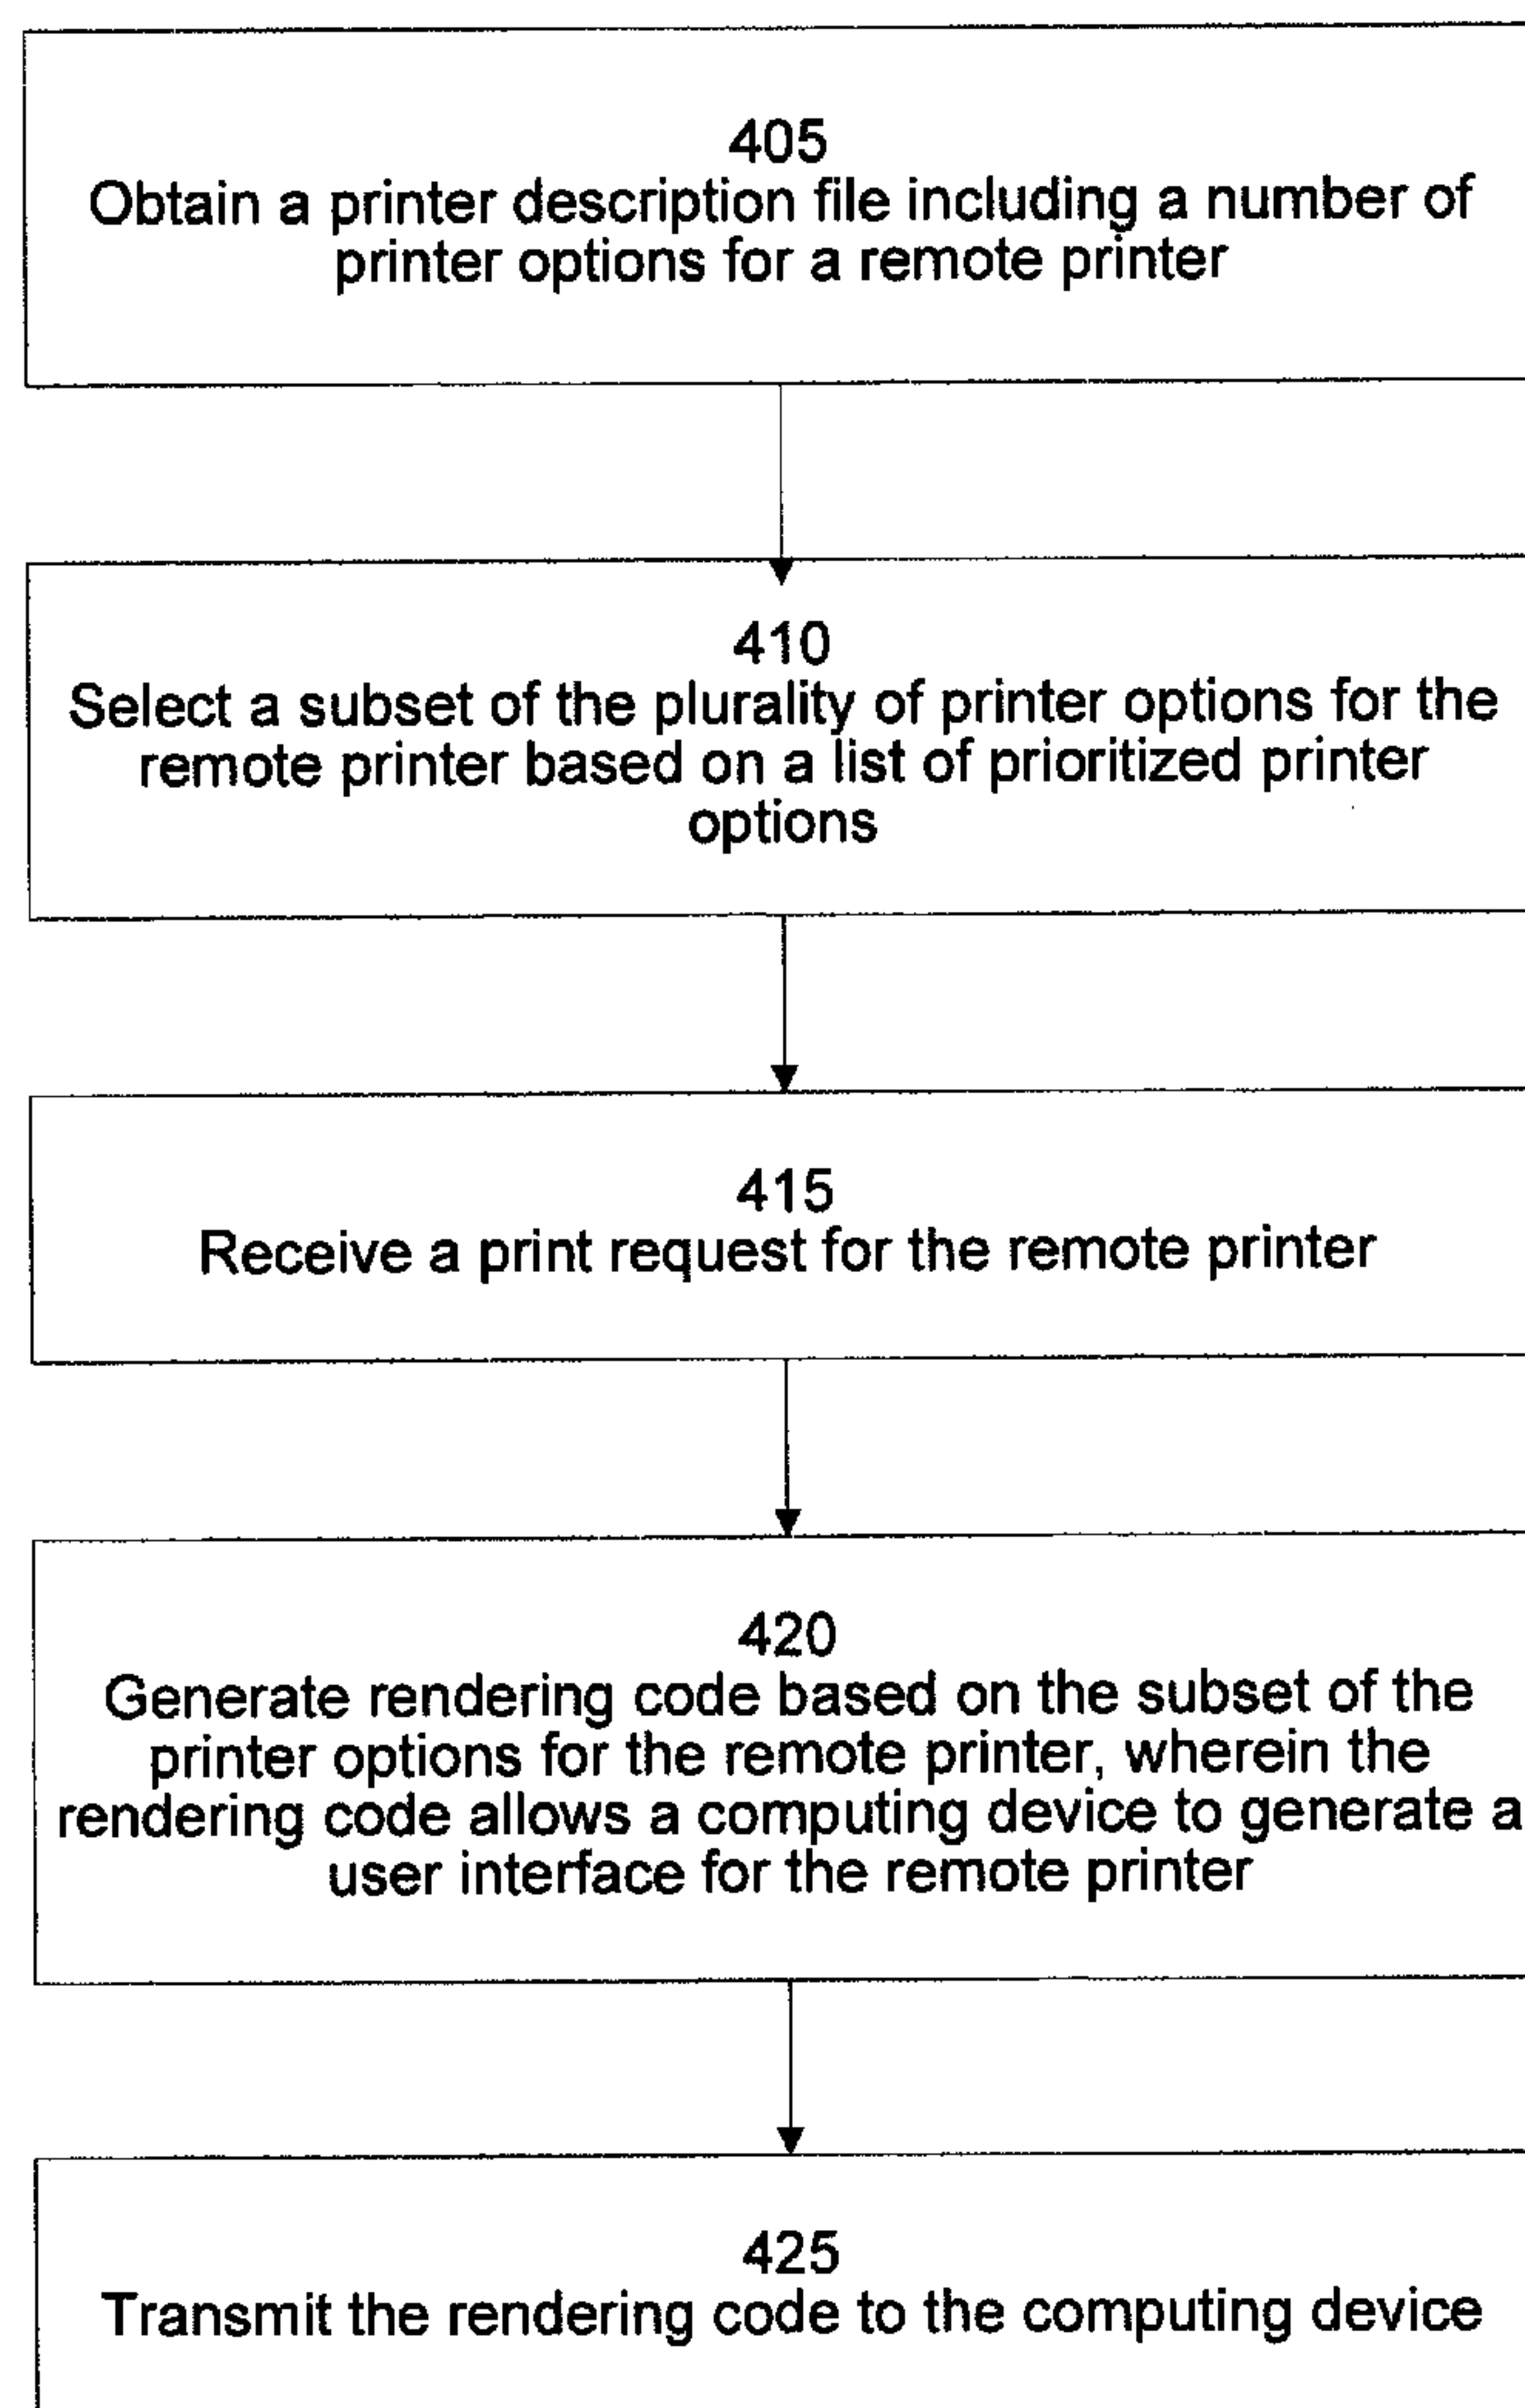 405
Obtain a printer description file including a number of
printer options for a remote printer
410
Select a subset of the plurality of printer options for the
remote printer based on a list of prioritized printer
options
415
Receive a print request for the remote printer
420
Generate rendering code based on the subset of the
printer options for the remote printer, wherein the
rendering code allows a computing device to generate a
user interface for the remote printer
425
Transmit the rendering code to the computing device